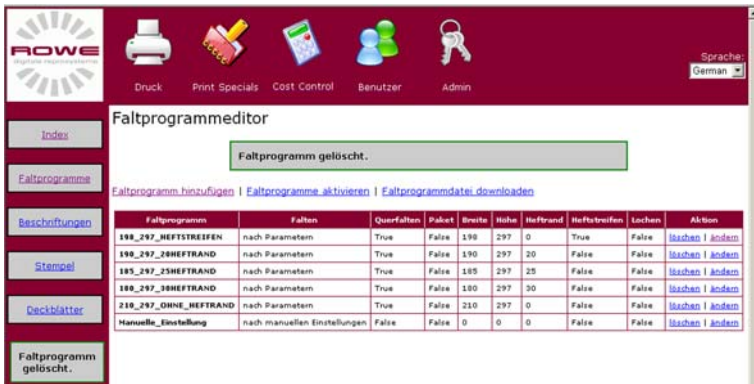 ROWE
digitale reprosysteme
Druck Print Specials Cost Control Benutzer Admin
Sprache:
German
Index
Faltprogramme
Beschriftungen
Stempel
Deckblätter
Faltprogramm
gelöscht.
Faltprogrammeditor
Faltprogramm gelöscht.
Faltprogramm hinzufügen | Faltprogramme aktivieren | Faltprogrammdatei downloaden
Faltprogramm Falten Querfalten Paket Breite Höhe Heftrand Heftstreifen Lochen Aktion
198_297_HEFTSTREIFEN nach Parametern True False 198 297 0 True False löschen | ändern
190_297_20HEFTRAND nach Parametern True False 190 297 20 False False löschen | ändern
185_297_25HEFTRAND nach Parametern True False 185 297 25 False False löschen | ändern
180_297_30HEFTRAND nach Parametern True False 180 297 30 False False löschen | ändern
210_297_OHNE_HEFTRAND nach Parametern True False 210 297 0 False False löschen | ändern
Manuelle_Einstellung nach manuellen Einstellungen False False 0 0 0 False False löschen | ändern